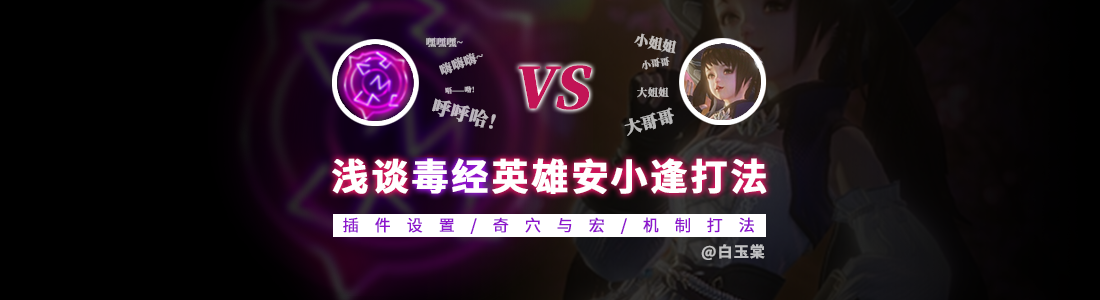 嘿嘿嘿~
嗨嗨嗨~
呼呼哈！
VS
小姐姐
小哥哥
大姐姐
大哥哥
浅谈毒经英雄安小逢打法
插件设置/奇穴与宏/机制打法
@白玉棠